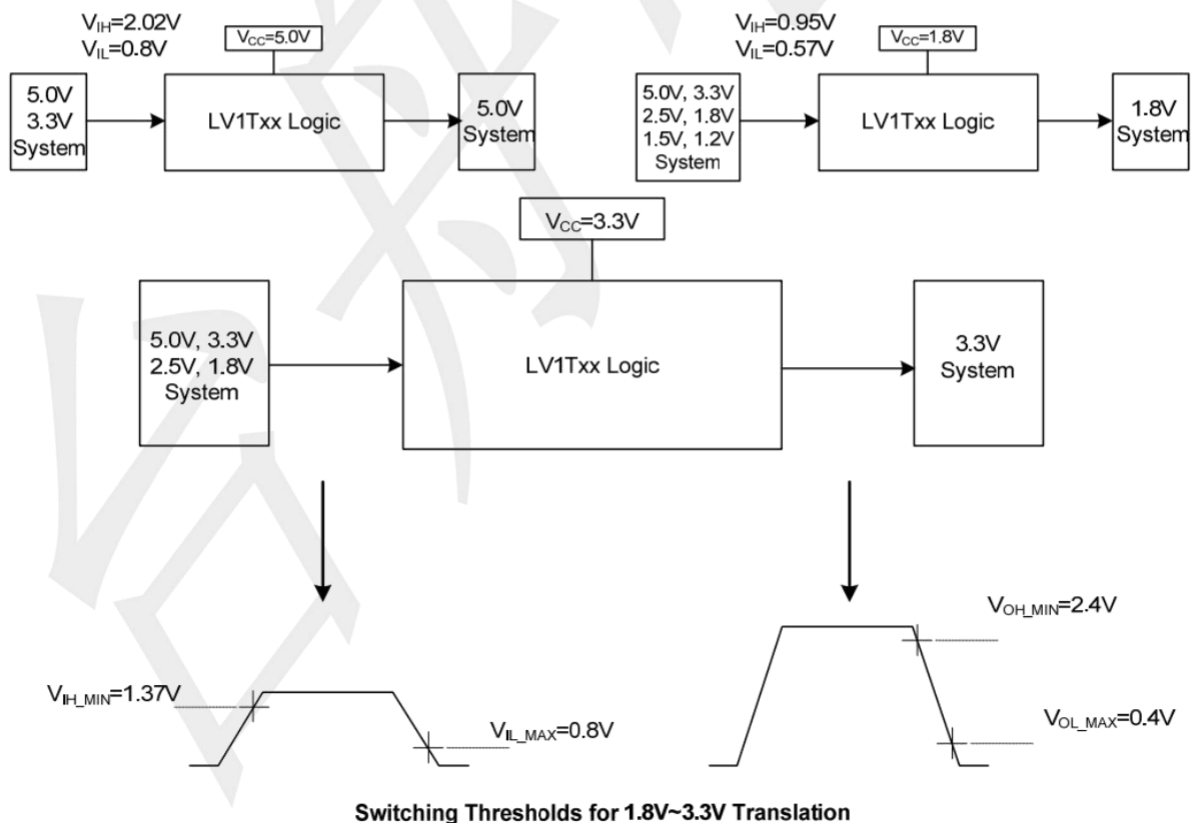 VIH=2.02V
VIL=0.8V
VCC=5.0V
5.0V
3.3V
System
LV1Txx Logic
5.0V
System
VIH=0.95V
VIL=0.57V
VCC=1.8V
5.0V, 3.3V
2.5V, 1.8V
1.5V, 1.2V
System
LV1Txx Logic
1.8V
System
VCC=3.3V
5.0V, 3.3V
2.5V, 1.8V
System
LV1Txx Logic
3.3V
System
VIH_MIN=1.37V
VIL_MAX=0.8V
VOH_MIN=2.4V
VOL_MAX=0.4V
Switching Thresholds for 1.8V~3.3V Translation